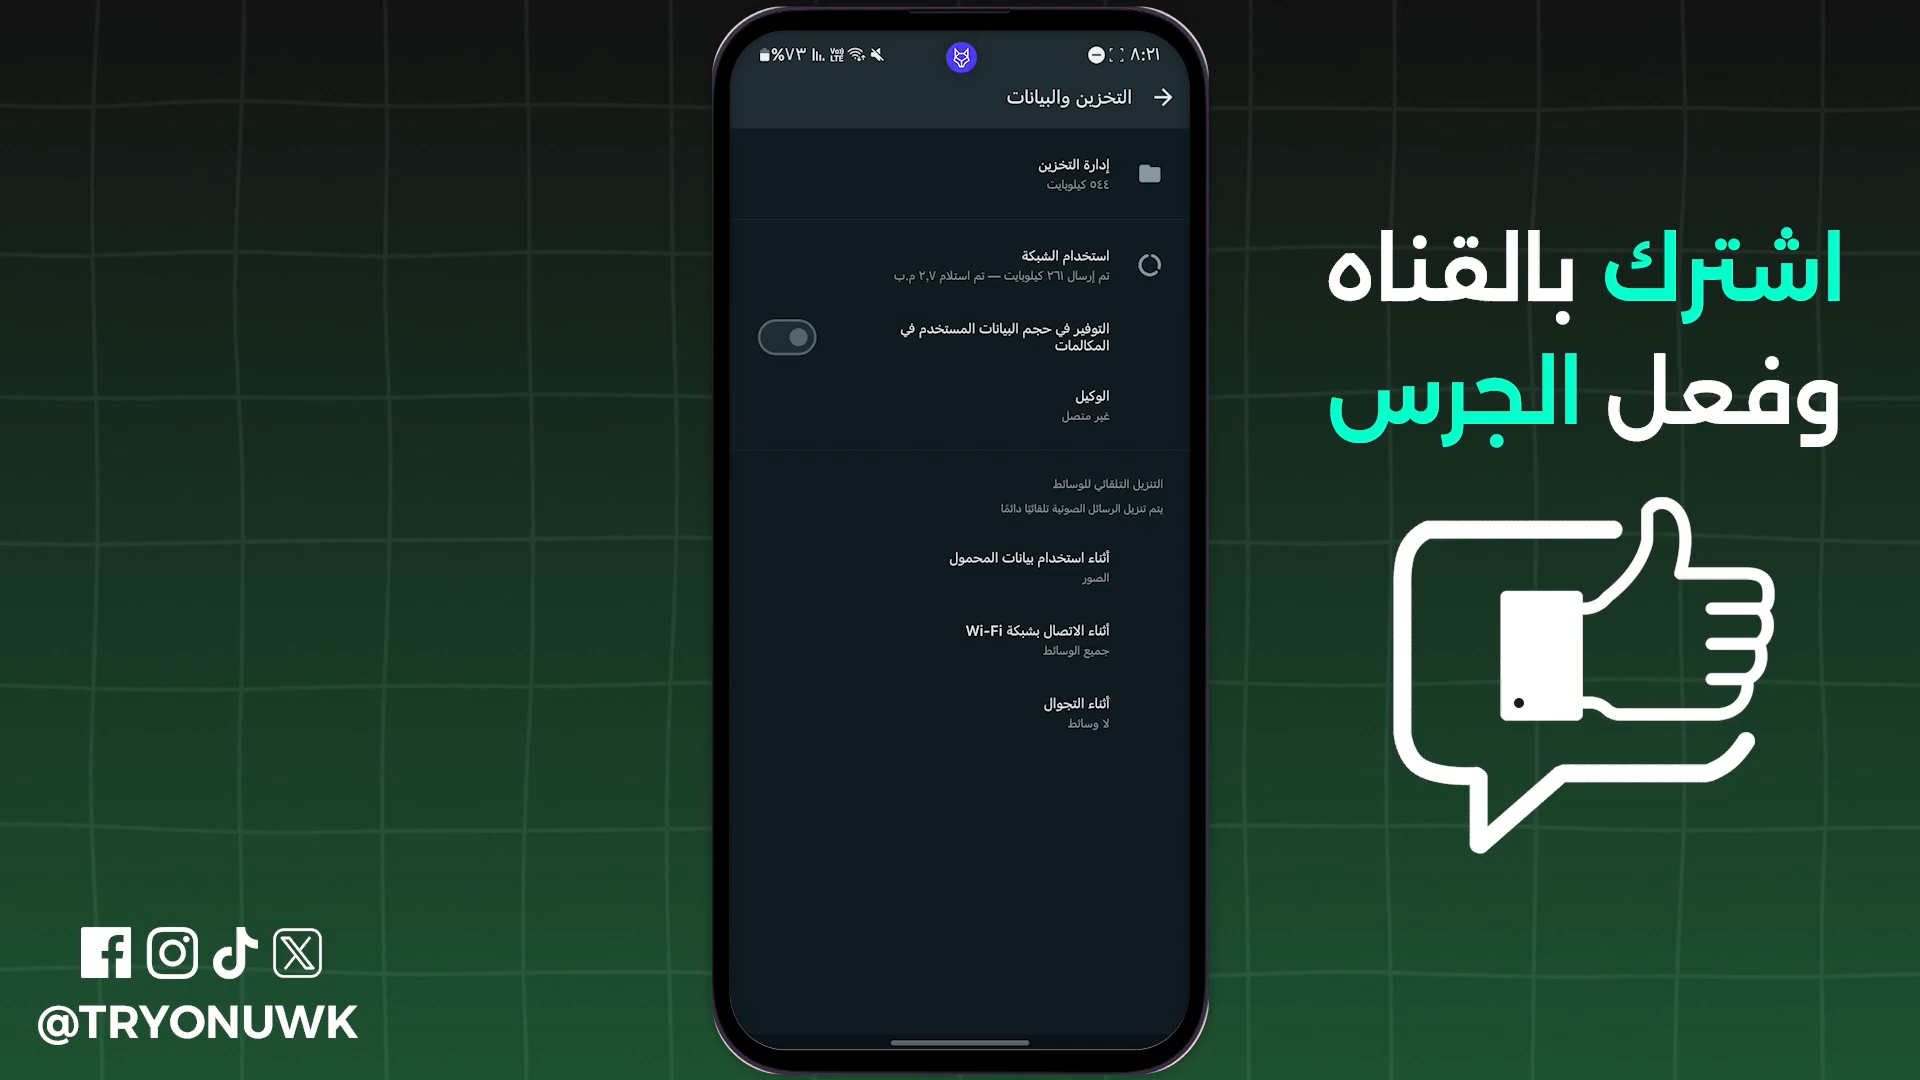 ٨:٢١
%٧٣
VoJ) LTE
التخزين والبيانات
إدارة التخزين
٥٤٤ كيلوبايت
استخدام الشبكة
تم إرسال ٢٦١ كيلوبايت — تم استلام ٢,٧ م.ب
التوفير في حجم البيانات المستخدم في
المكالمات
الوكيل
غير متصل
التنزيل التلقائي للوسائط
يتم تنزيل الرسائل الصوتية تلقائيًا دائمًا
أثناء استخدام بيانات المحمول
الصور
أثناء الاتصال بشبكة Wi-Fi
جميع الوسائط
أثناء التجوال
لا وسائط
اشترك بالقناه
وفعل الجرس
@TRYONUWK